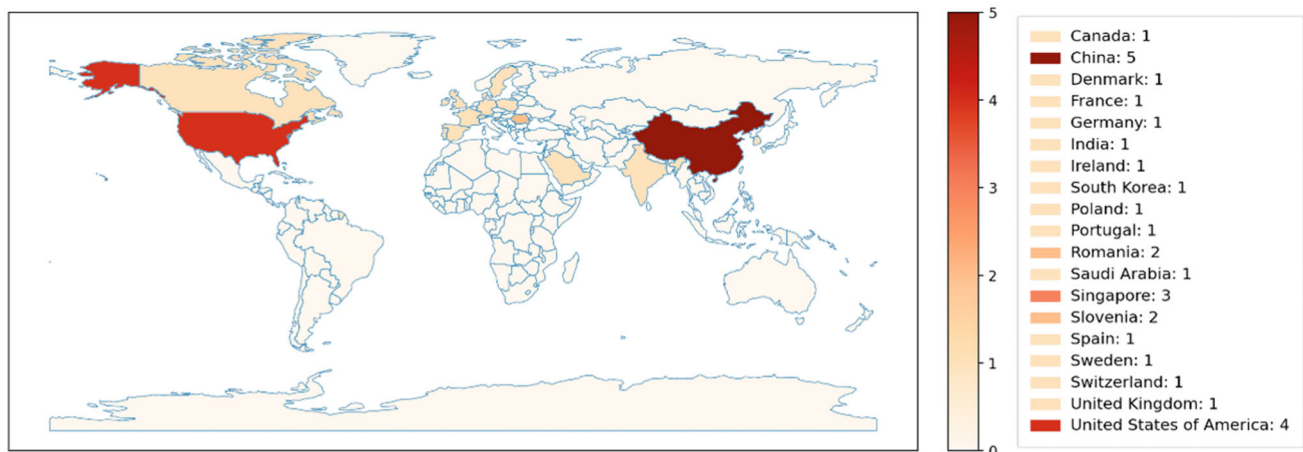 5
4
3
2
1
0
Canada: 1
China: 5
Denmark: 1
France: 1
Germany: 1
India: 1
Ireland: 1
South Korea: 1
Poland: 1
Portugal: 1
Romania: 2
Saudi Arabia: 1
Singapore: 3
Slovenia: 2
Spain: 1
Sweden: 1
Switzerland: 1
United Kingdom: 1
United States of America: 4